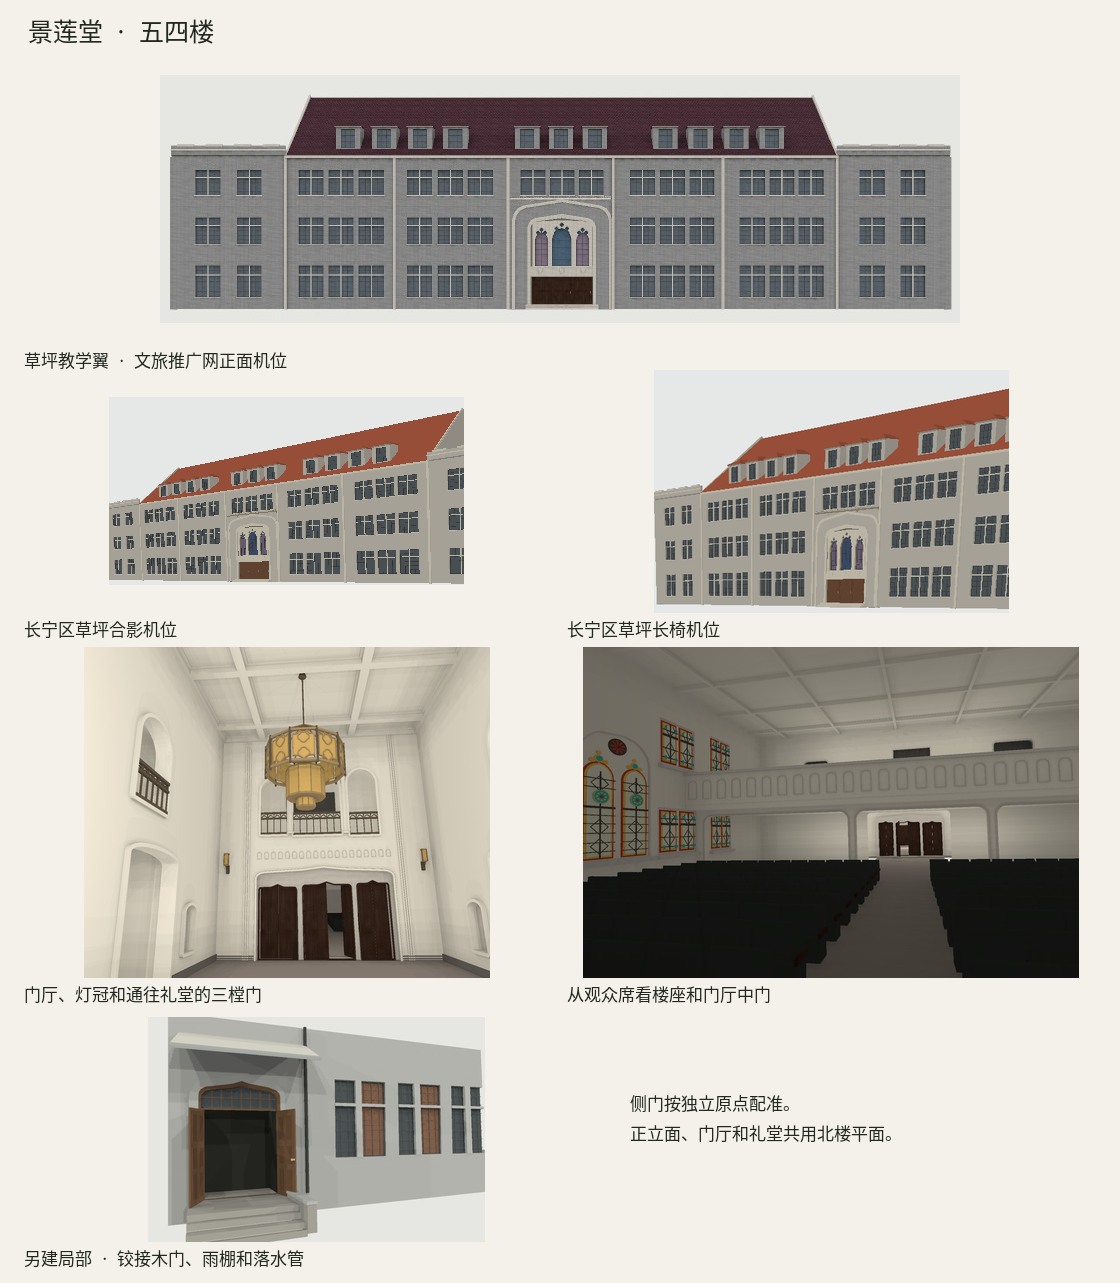 景莲堂 · 五四楼
草坪教学翼 · 文旅推广网正面机位
长宁区草坪合影机位
长宁区草坪长椅机位
门厅、灯冠和通往礼堂的三樘门
从观众席看楼座和门厅中门
侧门按独立原点配准。
正立面、门厅和礼堂共用北楼平面。
另建局部 · 铰接木门、雨棚和落水管